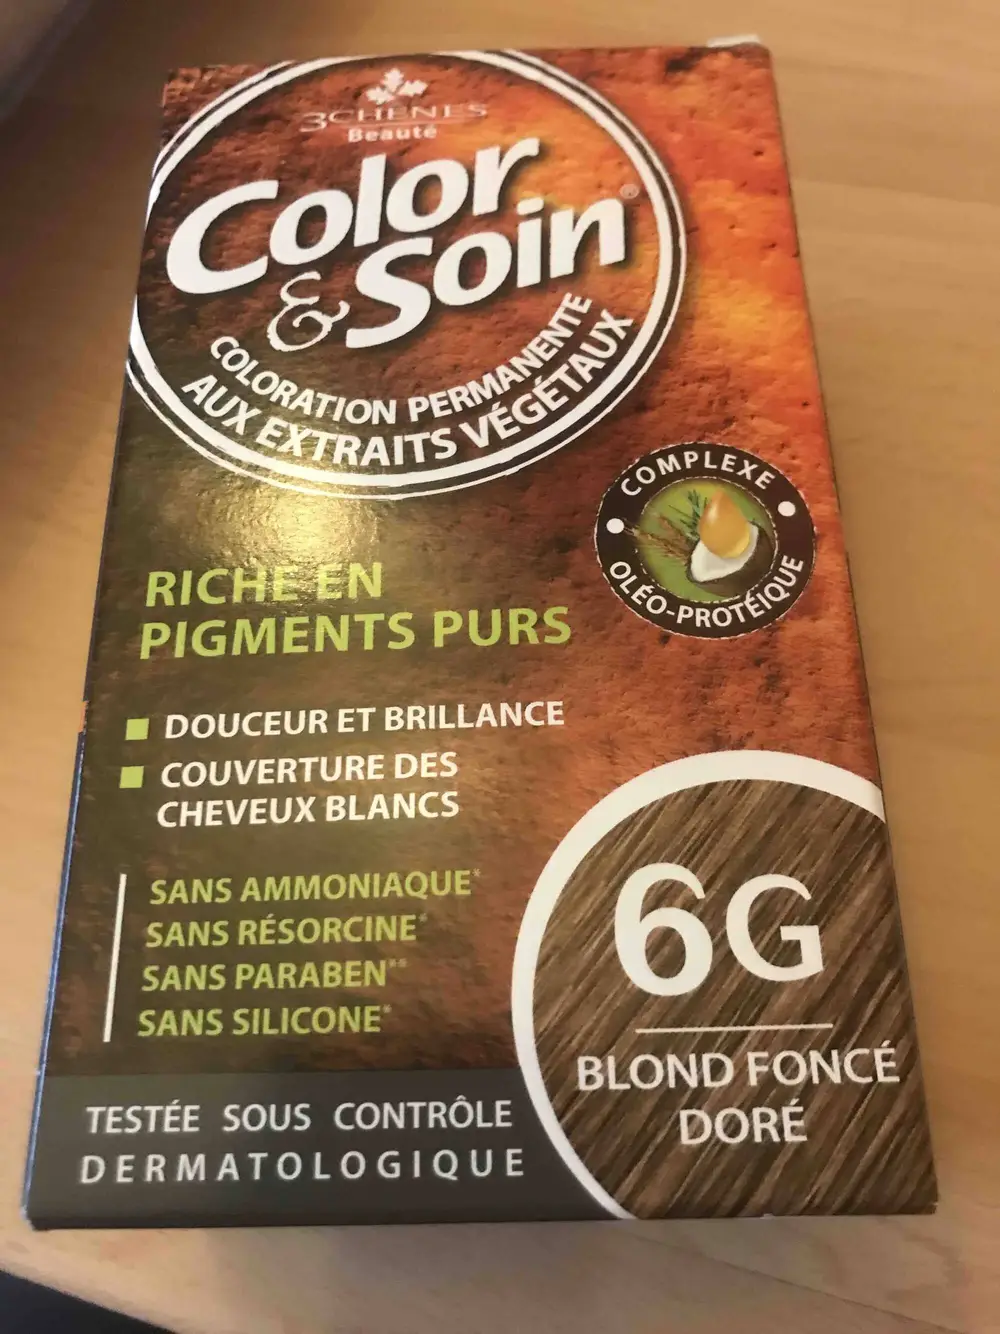 3CHENES
Beauté
Color
& Soin®
COLORATION PERMANENTE
AUX EXTRAITS VÉGÉTAUX
COMPLEXE
OLÉO-PROTÉIQUE
RICHE EN
PIGMENTS PURS
DOUCEUR ET BRILLANCE
COUVERTURE DES
CHEVEUX BLANCS
SANS AMMONIAQUE*
SANS RÉSORCINE*
SANS PARABEN**
SANS SILICONE*
6G
BLOND FONCÉ
DORÉ
TESTÉE SOUS CONTRÔLE
DERMATOLOGIQUE